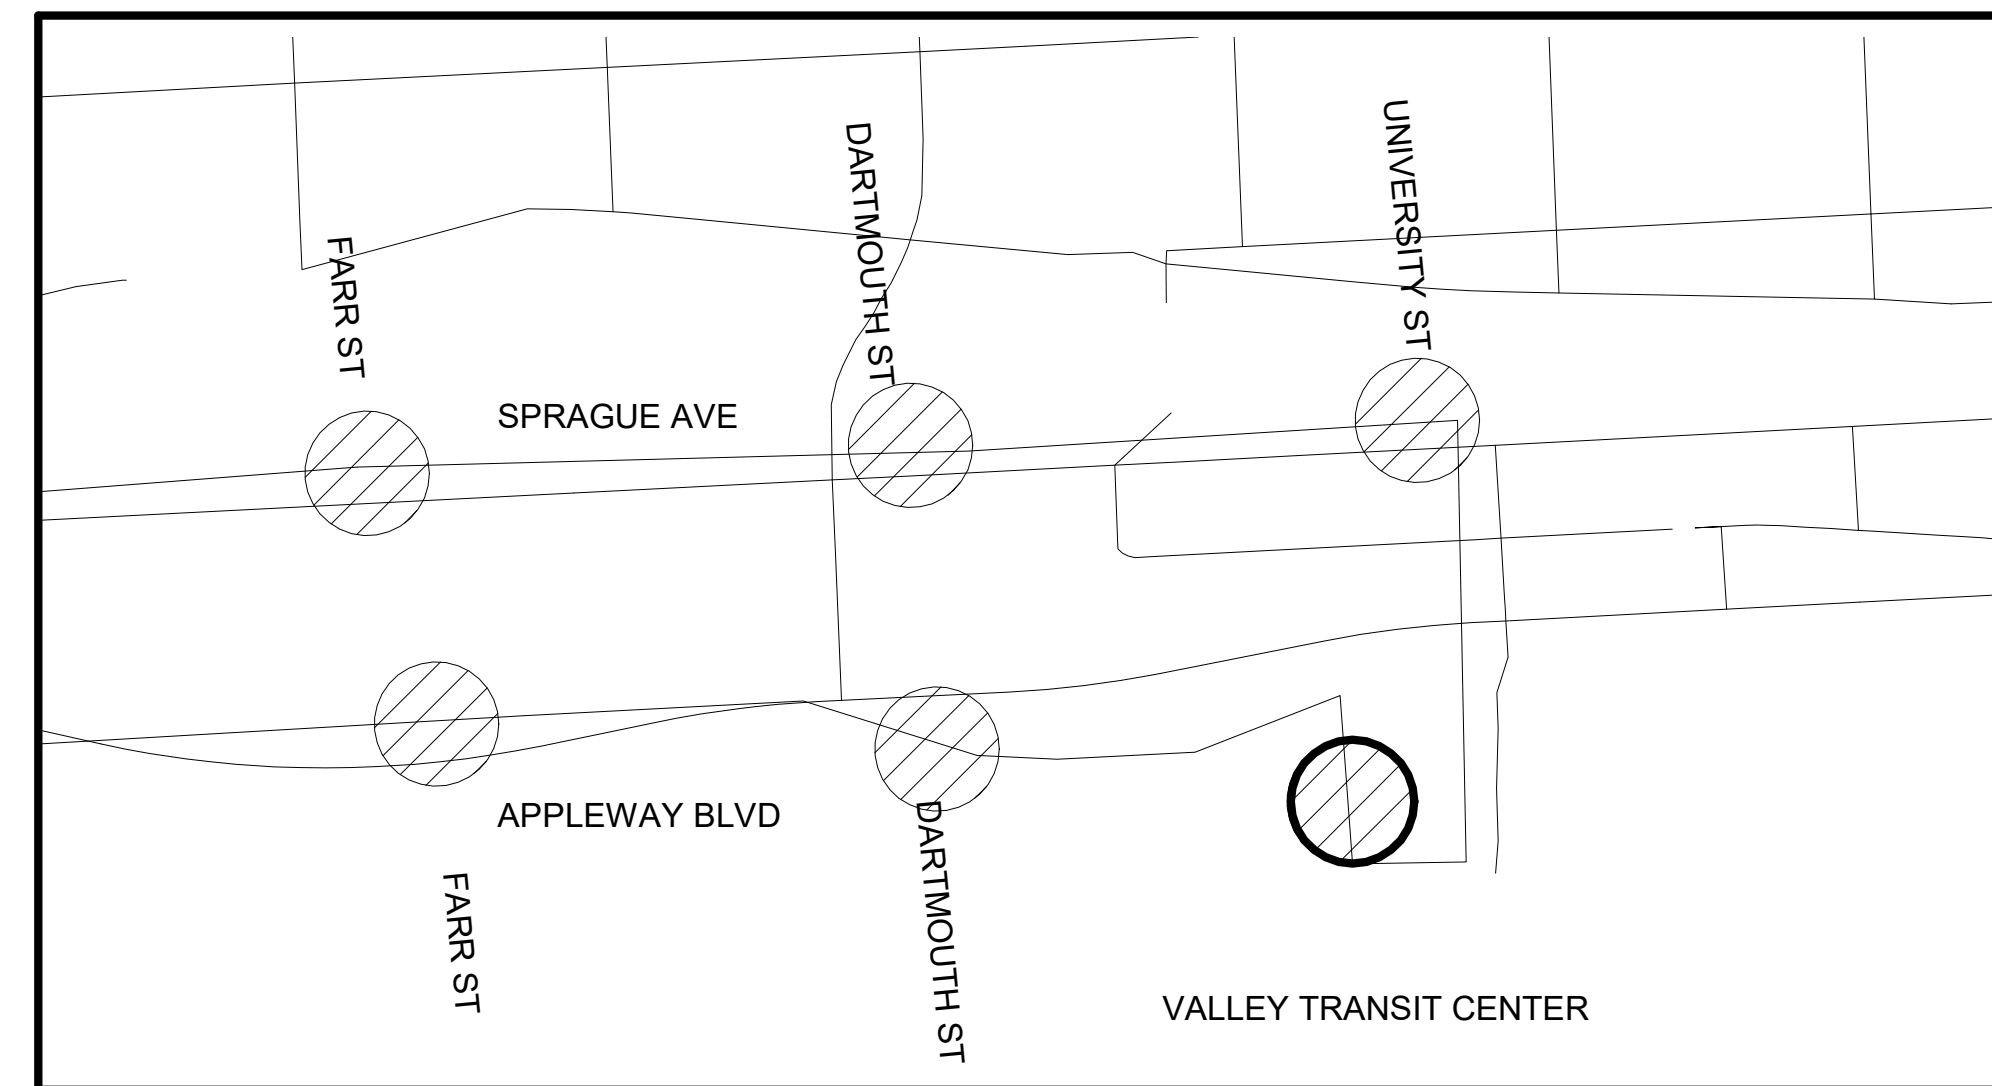 UNIVERSITY ST
DARTMOUTH ST
FARR ST
SPRAGUE AVE
APPLEWAY BLVD
DARTMOUTH ST
FARR ST
VALLEY TRANSIT CENTER